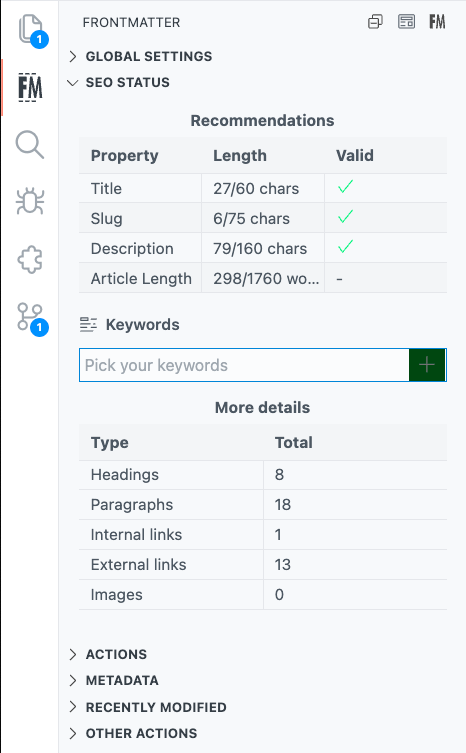 FRONTMATTER
FM
1
GLOBAL SETTINGS
FM
SEO STATUS
Recommendations
Property Length Valid
Title 27/60 chars
Slug 6/75 chars
Description 79/160 chars
Article Length 298/1760 wo... -
1
Keywords
Pick your keywords
More details
Type Total
Headings 8
Paragraphs 18
Internal links 1
External links 13
Images 0
ACTIONS
METADATA
RECENTLY MODIFIED
OTHER ACTIONS